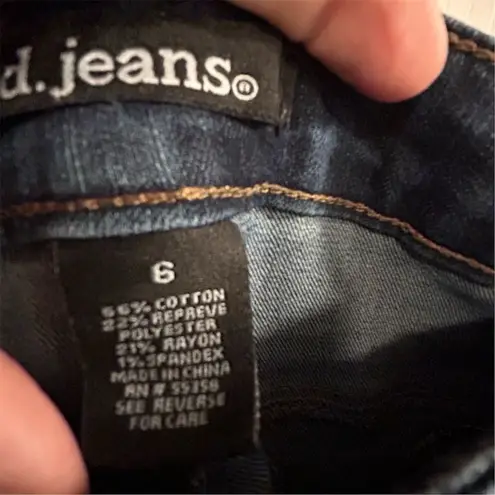 d.jeans®
6
56% COTTON
22% REPREVE
POLYESTER
21% RAYON
1% SPANDEX
MADE IN CHINA
RN # 55758
SEE REVERSE
FOR CARE